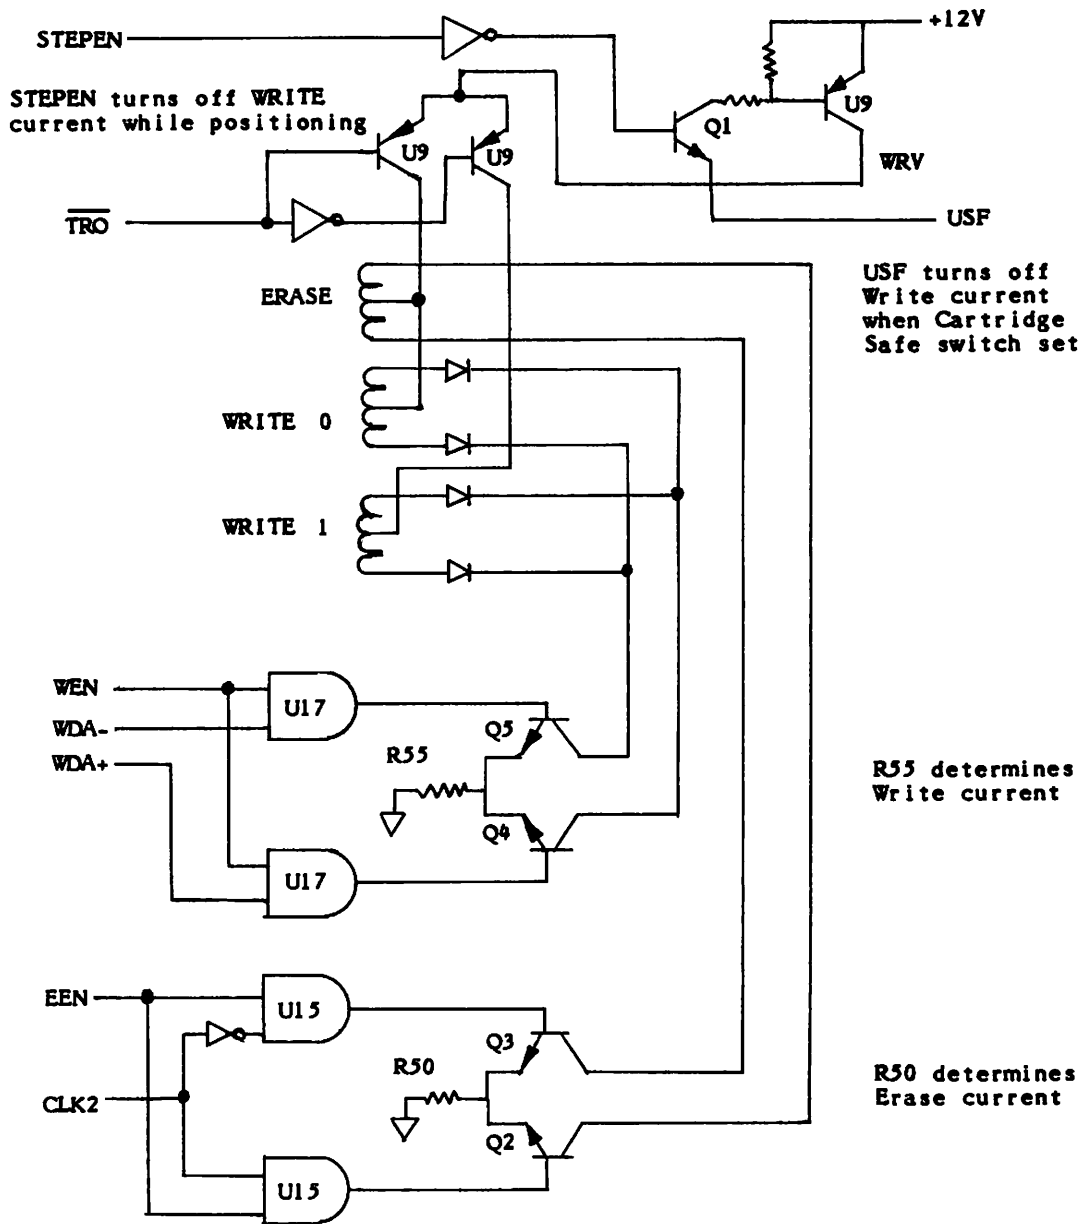 +12V
STEPEN
STEPEN turns off WRITE
current while positioning
U9
U9
U9
Q1
WRV
TRO
USF
USF turns off
Write current
when Cartridge
Safe switch set
ERASE
WRITE 0
WRITE 1
WEN
U17
WDA-
WDA+
Q5
R55
R55 determines
Write current
Q4
U17
EEN
U15
Q3
R50
R50 determines
Erase current
CLK2
Q2
U15